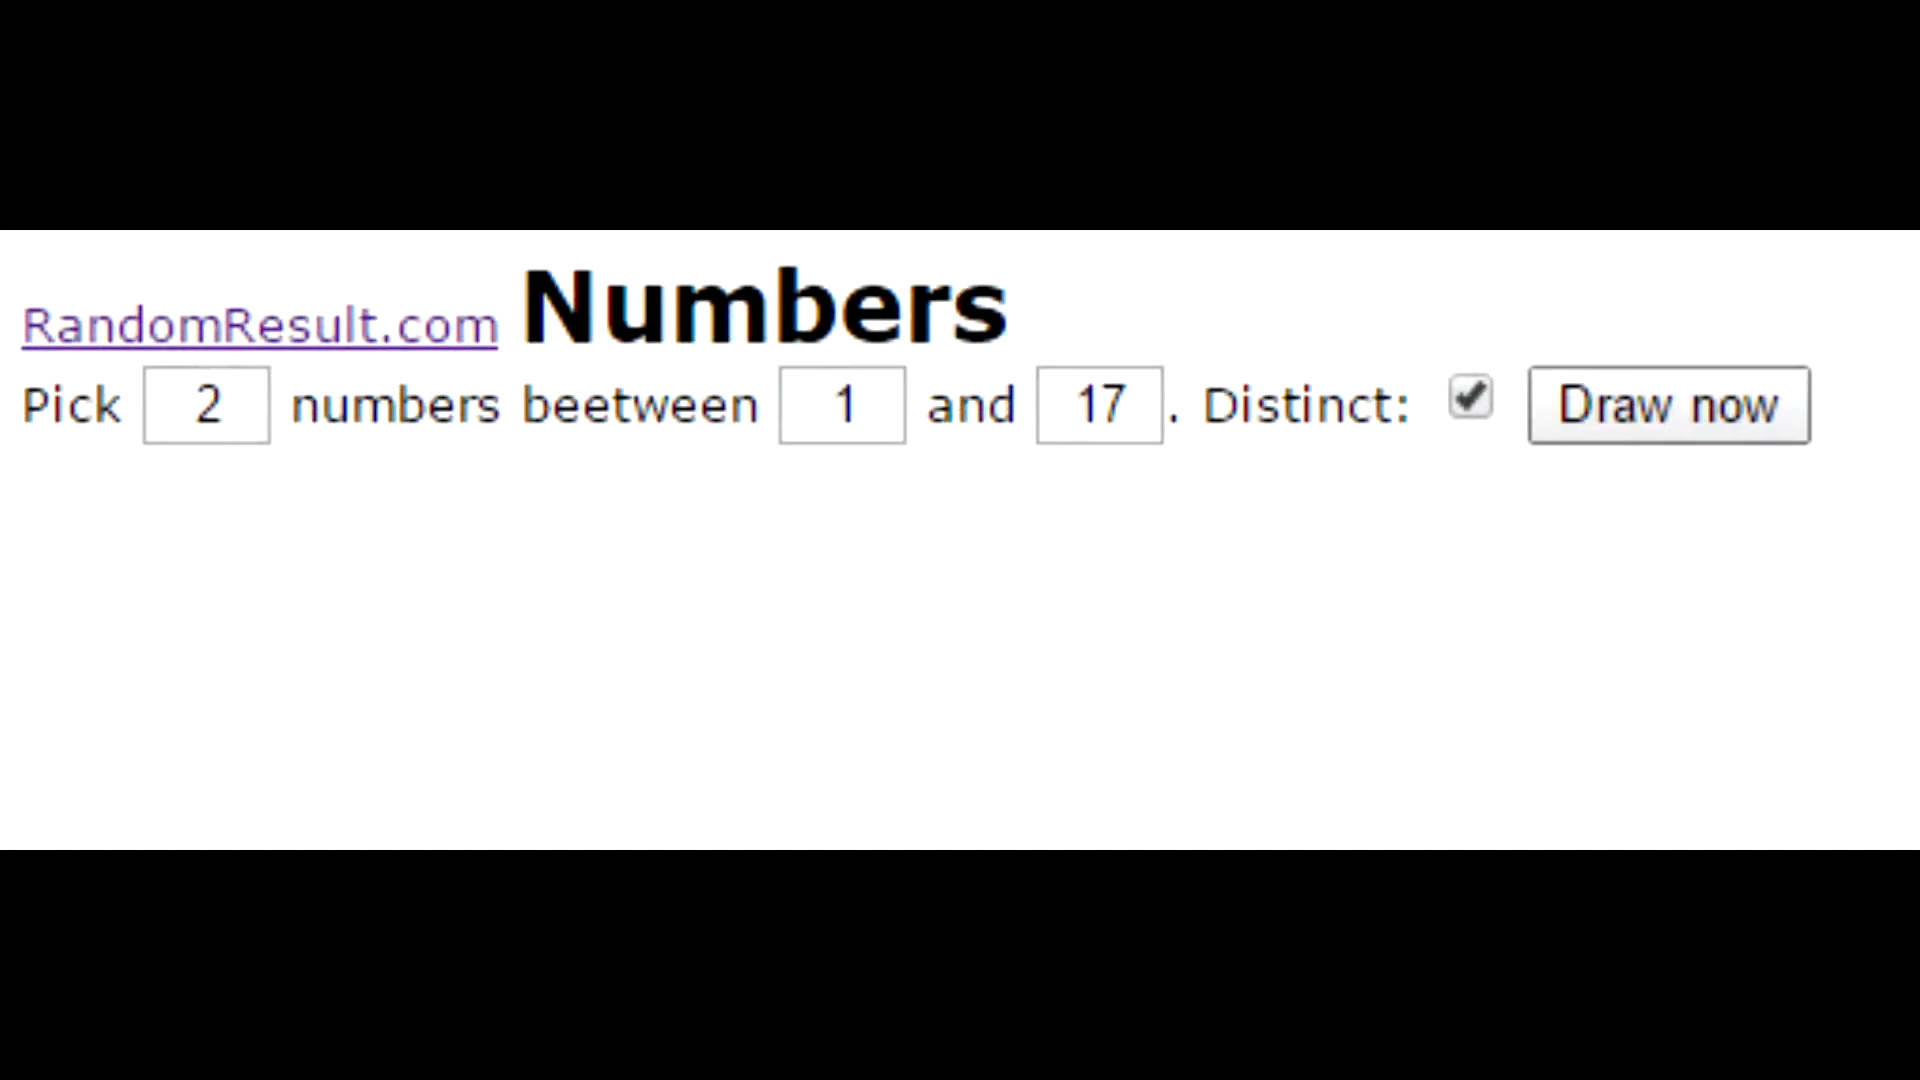 RandomResult.com Numbers
Pick 2 numbers beetween 1 and 17. Distinct: Draw now